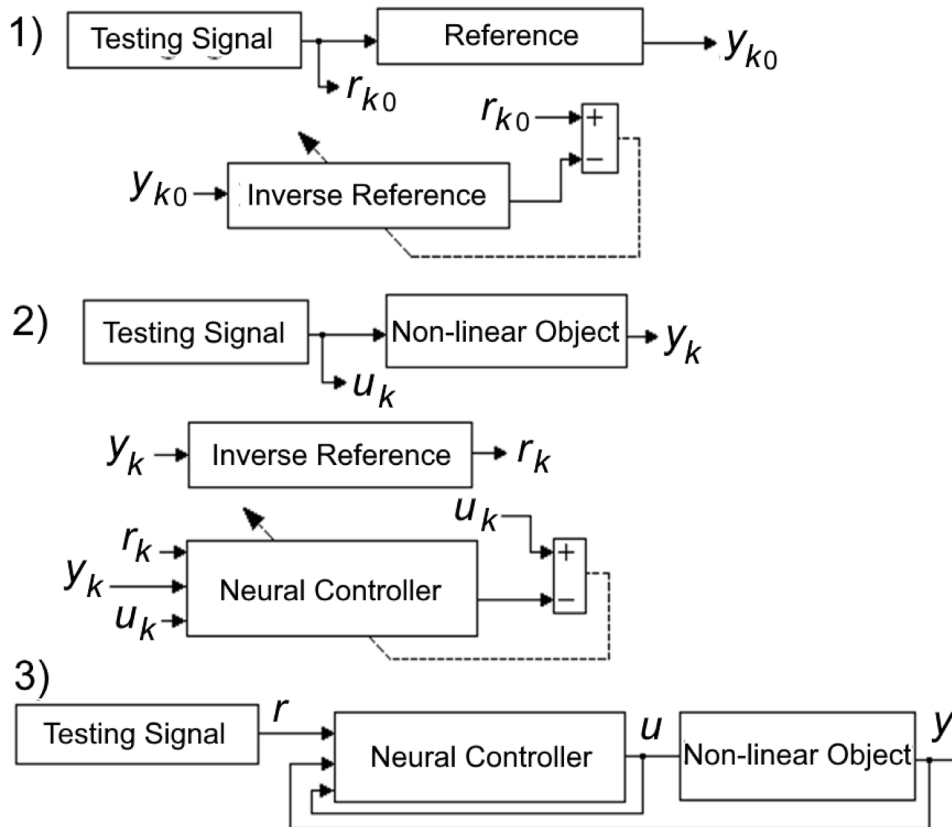 1)
Testing Signal
Reference
y_k0
r_k0
r_k0
+
−
y_k0
Inverse Reference
2)
Testing Signal
Non-linear Object
y_k
u_k
y_k
Inverse Reference
r_k
u_k
r_k
y_k
u_k
Neural Controller
+
−
3)
Testing Signal
r
Neural Controller
u
Non-linear Object
y